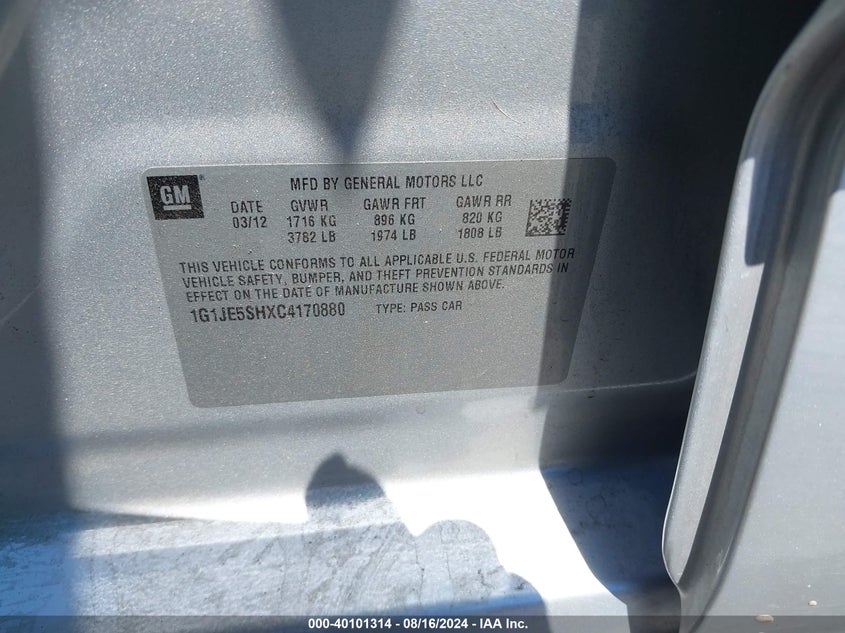 GM
MFD BY GENERAL MOTORS LLC
DATE GVWR GAWR FRT GAWR RR
03/12 1716 KG 896 KG 820 KG
3782 LB 1974 LB 1808 LB
THIS VEHICLE CONFORMS TO ALL APPLICABLE U.S. FEDERAL MOTOR
VEHICLE SAFETY, BUMPER, AND THEFT PREVENTION STANDARDS IN
EFFECT ON THE DATE OF MANUFACTURE SHOWN ABOVE.
1G1JE5SHXC4170880 TYPE: PASS CAR
000-40101314 - 08/16/2024 - IAA Inc.